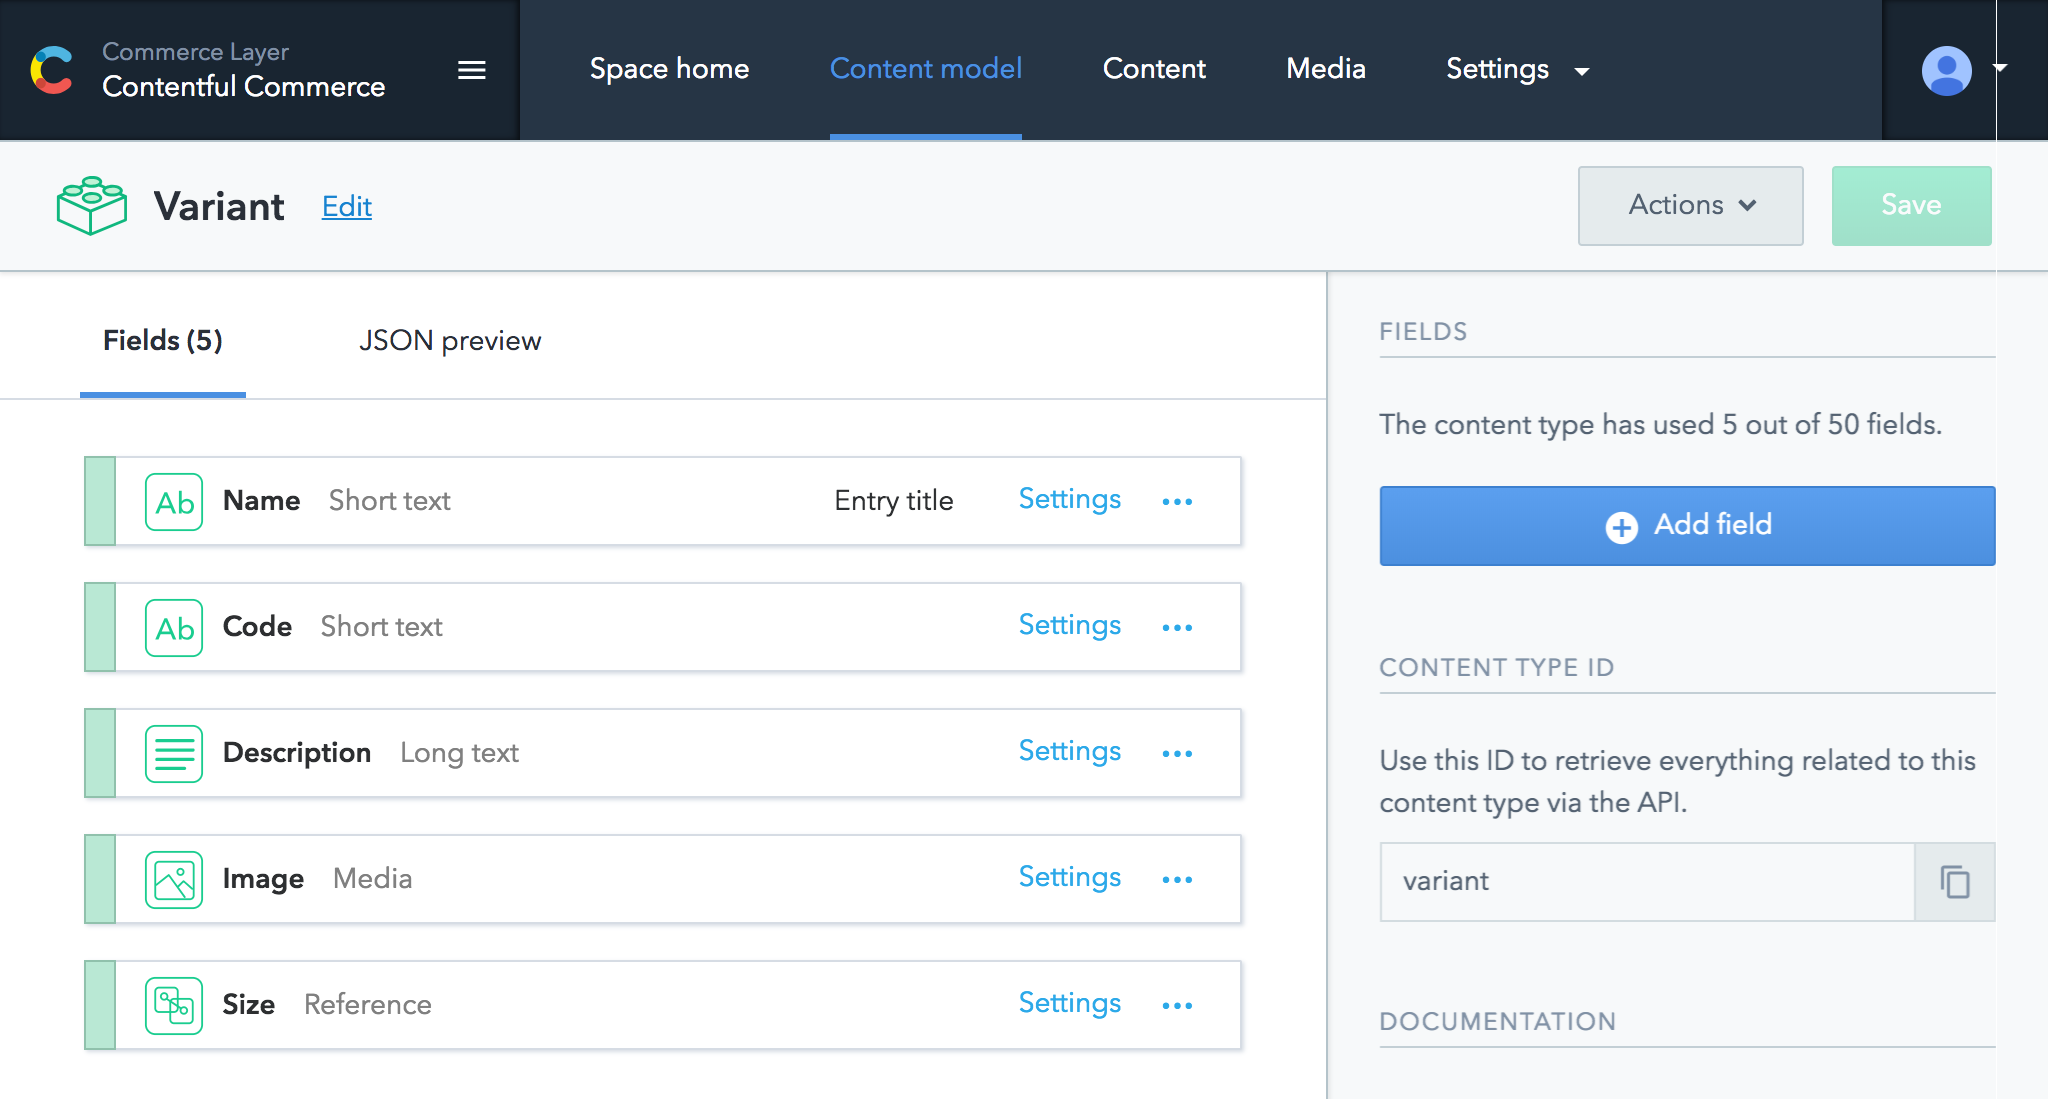 Commerce Layer
Contentful Commerce
Space home Content model Content Media Settings
Variant Edit
Actions Save
Fields (5) JSON preview
Ab Name Short text Entry title Settings
Ab Code Short text Settings
Description Long text Settings
Image Media Settings
Size Reference Settings
FIELDS
The content type has used 5 out of 50 fields.
Add field
CONTENT TYPE ID
Use this ID to retrieve everything related to this
content type via the API.
variant
DOCUMENTATION